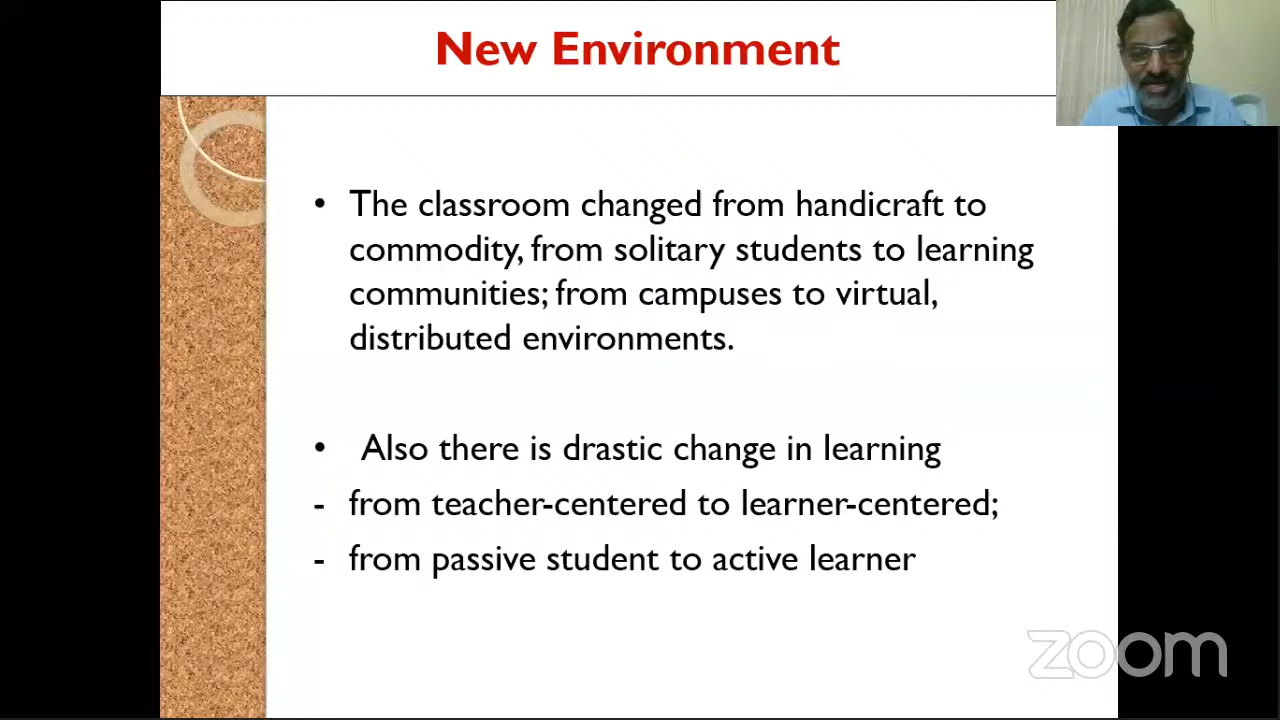 New Environment
• The classroom changed from handicraft to
commodity, from solitary students to learning
communities; from campuses to virtual,
distributed environments.
• Also there is drastic change in learning
- from teacher-centered to learner-centered;
- from passive student to active learner
zoom